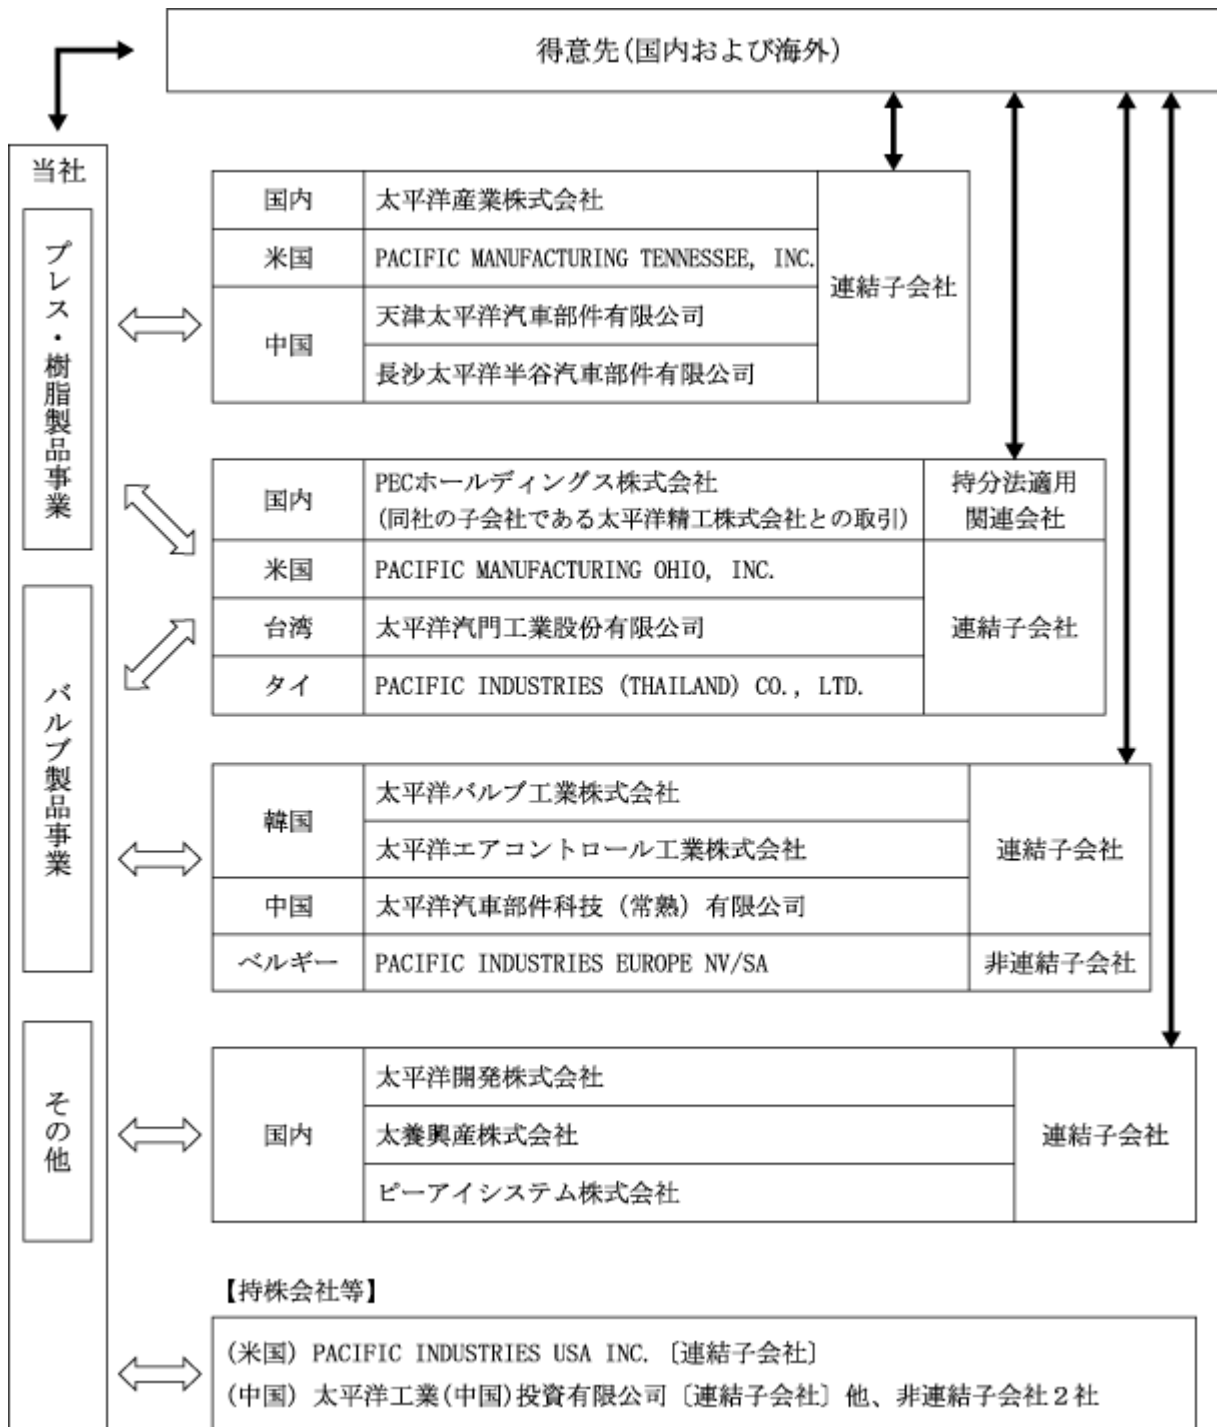 得意先(国内および海外)
当社
プレス・樹脂製品事業
国内 太平洋産業株式会社
米国 PACIFIC MANUFACTURING TENNESSEE, INC.
中国 天津太平洋汽車部件有限公司
長沙太平洋半谷汽車部件有限公司
連結子会社
国内 PECホールディングス株式会社
(同社の子会社である太平洋精工株式会社との取引)
持分法適用
関連会社
米国 PACIFIC MANUFACTURING OHIO, INC.
台湾 太平洋汽門工業股份有限公司
タイ PACIFIC INDUSTRIES (THAILAND) CO., LTD.
連結子会社
バルブ製品事業
韓国 太平洋バルブ工業株式会社
太平洋エアコントロール工業株式会社
中国 太平洋汽車部件科技（常熟）有限公司
連結子会社
ベルギー PACIFIC INDUSTRIES EUROPE NV/SA 非連結子会社
その他
国内 太平洋開発株式会社
太養興産株式会社
ピーアイシステム株式会社
連結子会社
【持株会社等】
(米国) PACIFIC INDUSTRIES USA INC.〔連結子会社〕
(中国) 太平洋工業(中国)投資有限公司〔連結子会社〕他、非連結子会社２社